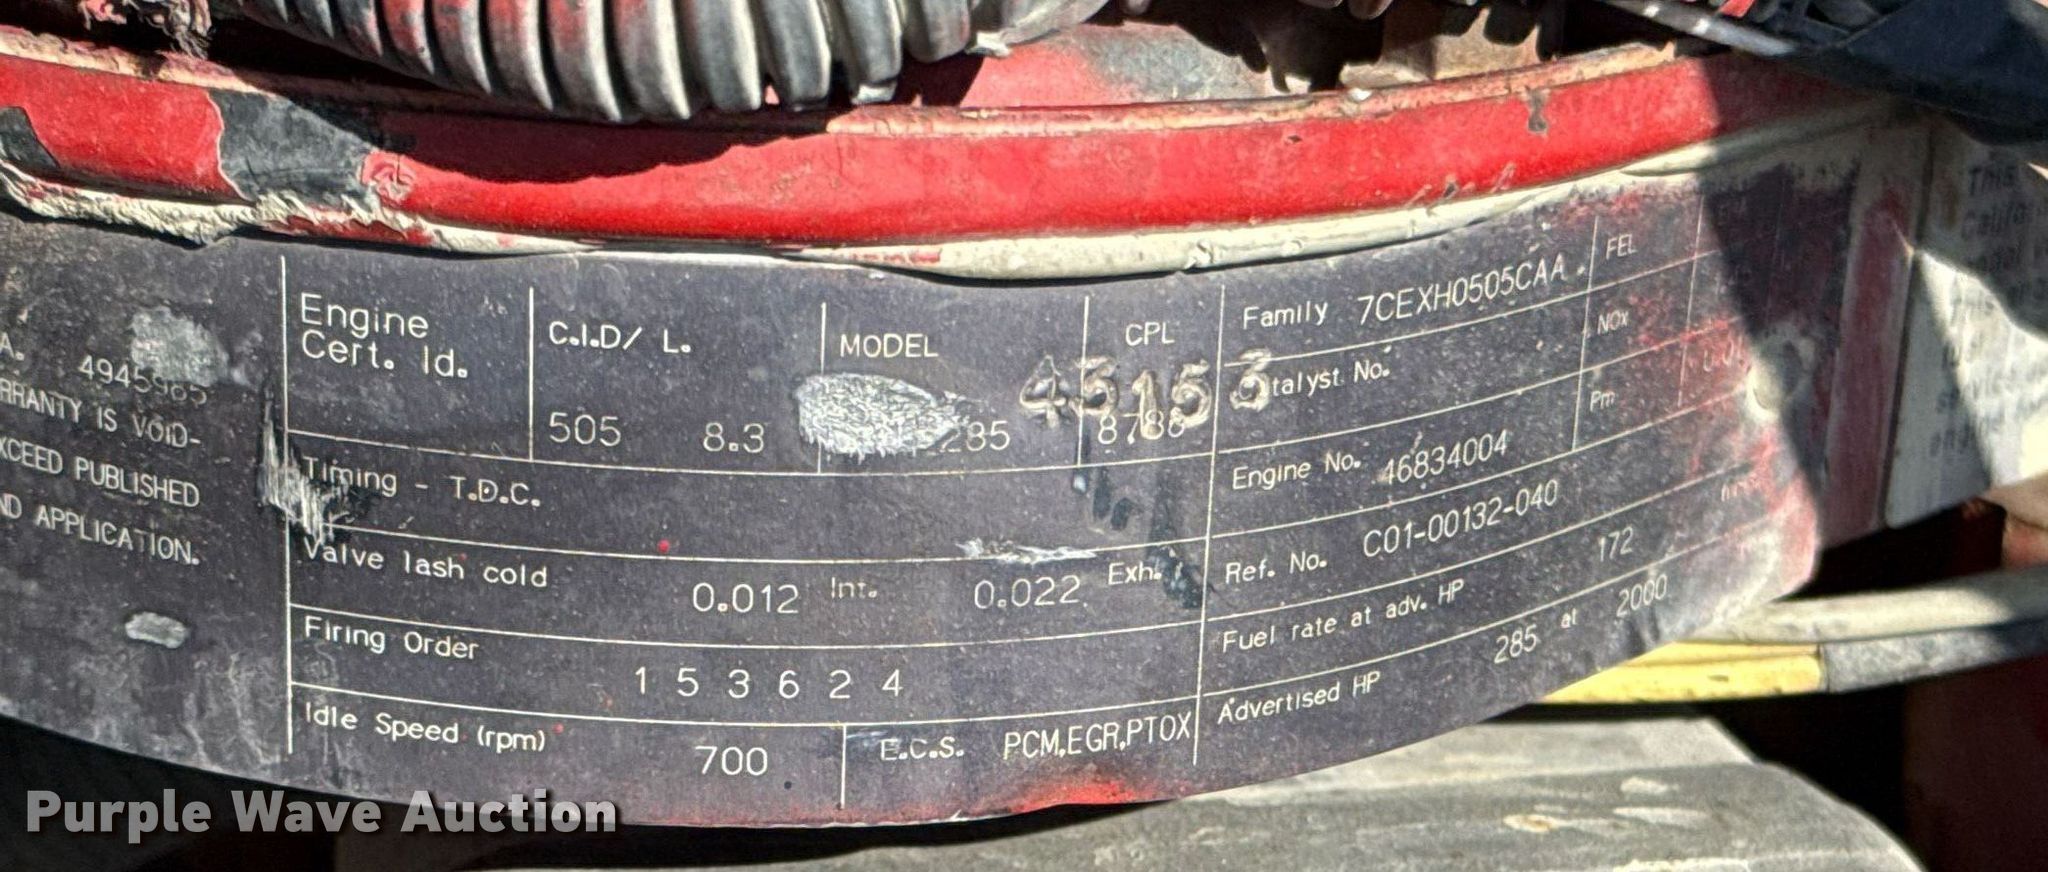 A. 4945965
RRANTY IS VOID-
XCEED PUBLISHED
ND APPLICATION.
Engine
Cert. Id.
C.I.D/ L.
505 8.3
MODEL
285
CPL
Timing - T.D.C.
Valve lash cold 0.012 Int. 0.022 Exh.
Firing Order 1 5 3 6 2 4
Idle Speed (rpm) 700
E.C.S. PCM,EGR,PTOX
Family 7CEXH0505CAA.
talyst No.
Engine No. 46834004
Ref. No. C01-00132-040
Fuel rate at adv. HP 172
Advertised HP 285 at 2000
FEL
NOx
Pm
This
Purple Wave Auction